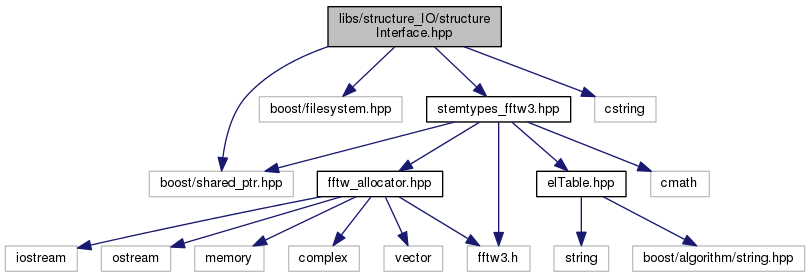 libs/structure_IO/structure
Interface.hpp
boost/filesystem.hpp
stemtypes_fftw3.hpp
cstring
boost/shared_ptr.hpp
fftw_allocator.hpp
elTable.hpp
cmath
iostream
ostream
memory
complex
vector
fftw3.h
string
boost/algorithm/string.hpp